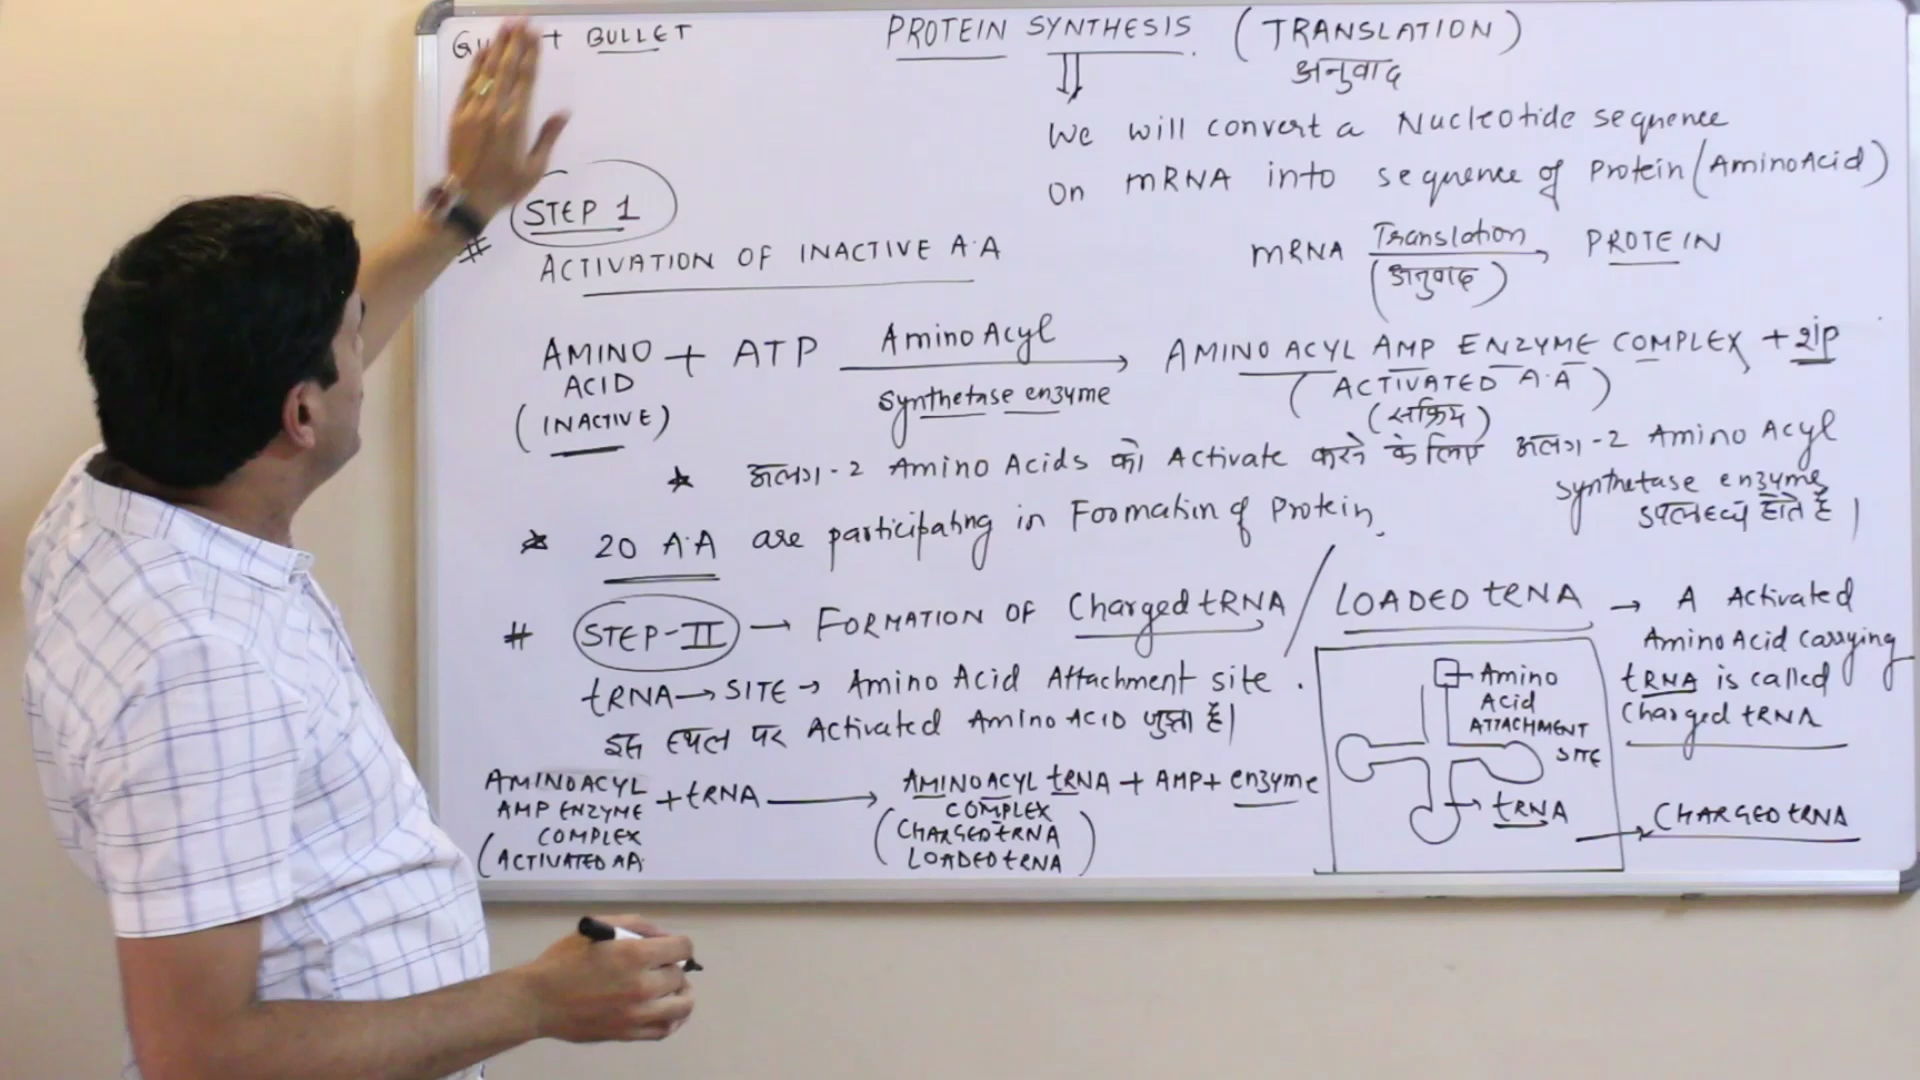 + BULLET
PROTEIN SYNTHESIS (TRANSLATION)
अनुवाद
We will convert a Nucleotide sequence
on mRNA into sequence of Protein (AminoAcid)
mRNA Translation PROTEIN
(अनुवाद)
STEP 1
# ACTIVATION OF INACTIVE A.A
AMINO ACID + ATP AminoAcyl AMINO ACYL AMP ENZYME COMPLEX + 2iP
(INACTIVE) synthetase enzyme (ACTIVATED A.A)
(सक्रिय)
★ अलग-2 Amino Acids को Activate करने के लिए अलग-2 Amino Acyl
synthetase enzyme
होते हैं।
★ 20 A.A are participating in Formation of Protein.
# STEP-II → FORMATION OF Charged tRNA / LOADED tRNA → A Activated
Amino Acid carrying
tRNA is called
Charged tRNA
tRNA → SITE → Amino Acid Attachment site.
इस स्थल पर Activated Amino ACID है।
AMINOACYL
AMP ENZYME
COMPLEX
(ACTIVATED AA
+ tRNA → AMINOACYL tRNA + AMP + enzyme
COMPLEX
(CHARGED tRNA
LOADED tRNA)
Amino
Acid
ATTACHMENT
SITE
→ tRNA
→ CHARGED tRNA